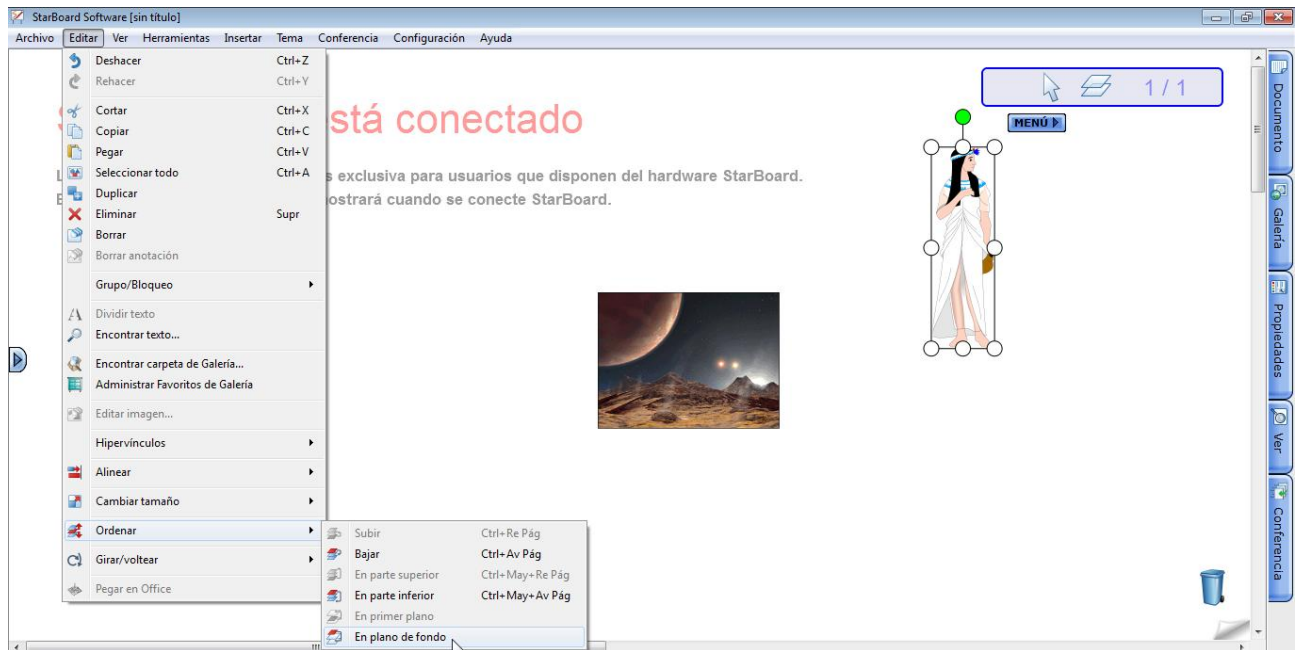 StarBoard Software [sin título]
Archivo Editar Ver Herramientas Insertar Tema Conferencia Configuración Ayuda
Deshacer Ctrl+Z
Rehacer Ctrl+Y
Cortar Ctrl+X
Copiar Ctrl+C
Pegar Ctrl+V
Seleccionar todo Ctrl+A
Duplicar
Eliminar Supr
Borrar
Borrar anotación
Grupo/Bloqueo
Dividir texto
Encontrar texto...
Encontrar carpeta de Galería...
Administrar Favoritos de Galería
Editar imagen...
Hipervínculos
Alinear
Cambiar tamaño
Ordenar
Girar/voltear
Pegar en Office
Subir Ctrl+Re Pág
Bajar Ctrl+Av Pág
En parte superior Ctrl+May+Re Pág
En parte inferior Ctrl+May+Av Pág
En primer plano
En plano de fondo
stá conectado
exclusiva para usuarios que disponen del hardware StarBoard.
ostrará cuando se conecte StarBoard.
1 / 1
MENÚ
Documento
Galería
Propiedades
Ver
Conferencia